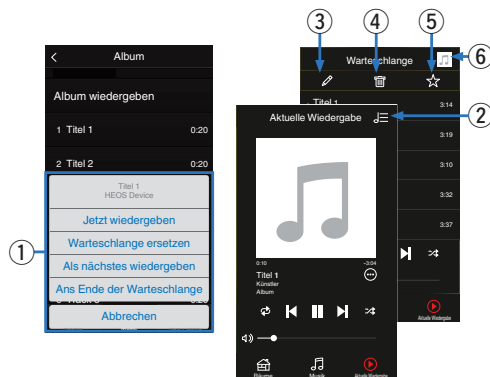 Album
Album wiedergeben
1 Titel 1 0:20
2 Titel 2 0:20
Titel 1
HEOS Device
Jetzt wiedergeben
Warteschlange ersetzen
Als nächstes wiedergeben
Ans Ende der Warteschlange
Abbrechen
1
3
4
5
6
2
Warteschlange
Titel 1 3:14
3:19
3:10
3:32
3:37
Aktuelle Wiedergabe
Aktuelle Wiedergabe
0:10 -3:04
Titel 1
Künstler
Album
Räume Musik Aktuelle Wiedergabe